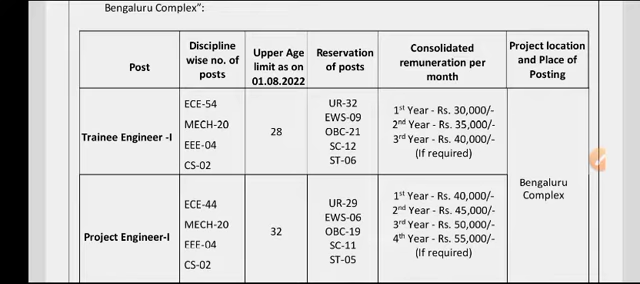 Bengaluru Complex":
Post
Discipline
wise no. of
posts
Upper Age
limit as on
01.08.2022
Reservation
of posts
Consolidated
remuneration per
month
Project location
and Place of
Posting
Trainee Engineer -I
ECE-54
MECH-20
EEE-04
CS-02
28
UR-32
EWS-09
OBC-21
SC-12
ST-06
1st Year - Rs. 30,000/-
2nd Year - Rs. 35,000/-
3rd Year - Rs. 40,000/-
(If required)
Bengaluru
Complex
Project Engineer-I
ECE-44
MECH-20
EEE-04
CS-02
32
UR-29
EWS-06
OBC-19
SC-11
ST-05
1st Year - Rs. 40,000/-
2nd Year - Rs. 45,000/-
3rd Year - Rs. 50,000/-
4th Year - Rs. 55,000/-
(If required)